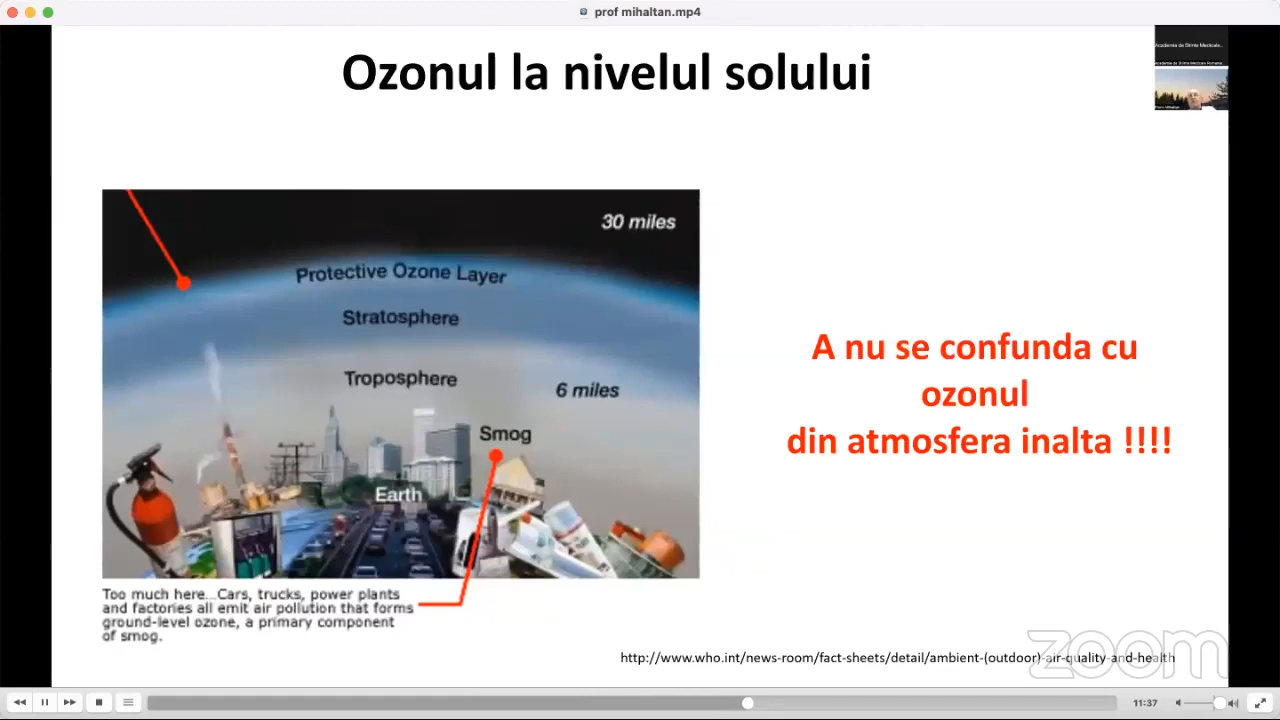 prof mihaltan.mp4
Ozonul la nivelul solului
30 miles
Protective Ozone Layer
Stratosphere
Troposphere
6 miles
Smog
Earth
A nu se confunda cu
ozonul
din atmosfera inalta !!!!
Too much here...Cars, trucks, power plants
and factories all emit air pollution that forms
ground-level ozone, a primary component
of smog.
http://www.who.int/news-room/fact-sheets/detail/ambient-(outdoor)-air-quality-and-health
zoom
11:37